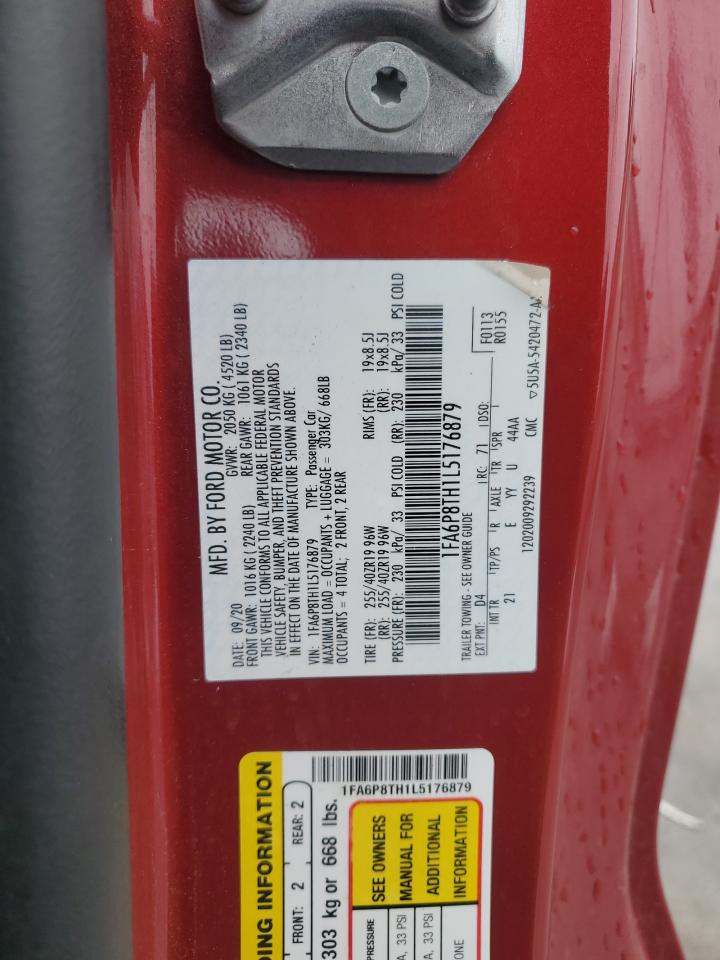 MFD. BY FORD MOTOR CO.
DATE: 09/20 GVWR: 2050 KG ( 4520 LB)
FRONT GAWR: 1016 KG ( 2240 LB) REAR GAWR: 1061 KG ( 2340 LB)
THIS VEHICLE CONFORMS TO ALL APPLICABLE FEDERAL MOTOR
VEHICLE SAFETY, BUMPER, AND THEFT PREVENTION STANDARDS
IN EFFECT ON THE DATE OF MANUFACTURE SHOWN ABOVE.
VIN: 1FA6P8TH1L5176879 TYPE: Passenger Car
MAXIMUM LOAD = OCCUPANTS + LUGGAGE = 303KG/ 668LB
OCCUPANTS = 4 TOTAL; 2 FRONT, 2 REAR
TIRE (FR): 255/40ZR19 96W RIMS (FR): 19x8.5J
(RR): 255/40ZR19 96W (RR): 19x8.5J
PRESSURE (FR): 230 kPa/ 33 PSI COLD (RR): 230 kPa/ 33 PSI COLD
1FA6P8TH1L5176879
TRAILER TOWING - SEE OWNER GUIDE
EXT PNT: D4 RC: 71 DSO: F0113
R0155
INT TR TP/PS R AXLE TR SPR
21 E YY U 44AA
1202009292239 CMC 5U5A-5420472-A
DING INFORMATION
FRONT: 2 REAR: 2
303 kg or 668 lbs.
1FA6P8TH1L5176879
PRESSURE SEE OWNERS
A, 33 PSI MANUAL FOR
A, 33 PSI ADDITIONAL
ONE INFORMATION